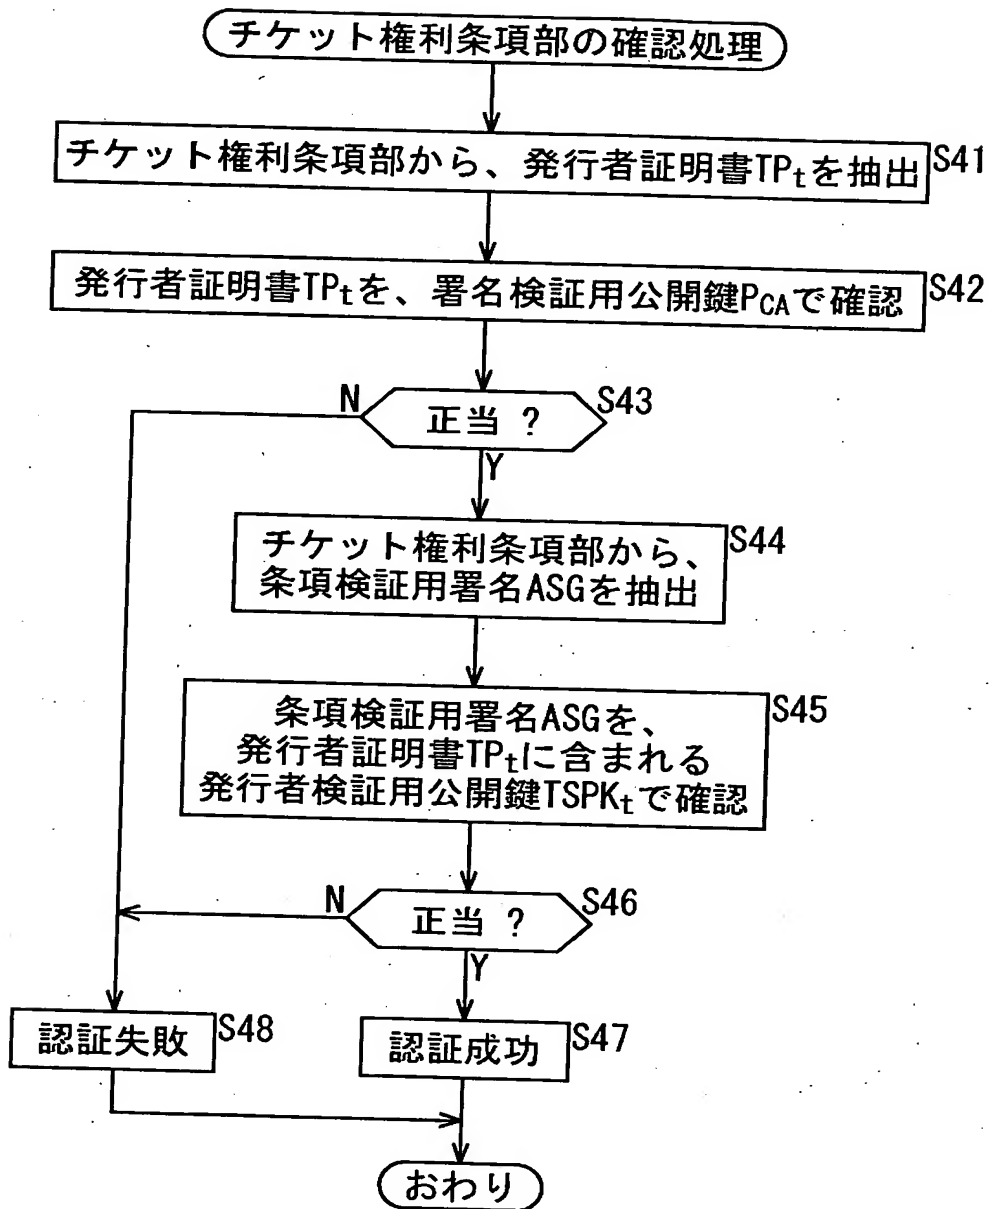 チケット権利条項部の確認処理
チケット権利条項部から、発行者証明書TPtを抽出
S41
発行者証明書TPtを、署名検証用公開鍵PCAで確認
S42
N
正当 ?
S43
Y
チケット権利条項部から、
条項検証用署名ASGを抽出
S44
条項検証用署名ASGを、
発行者証明書TPtに含まれる
発行者検証用公開鍵TSPKtで確認
S45
N
正当 ?
S46
Y
認証失敗
S48
認証成功
S47
おわり